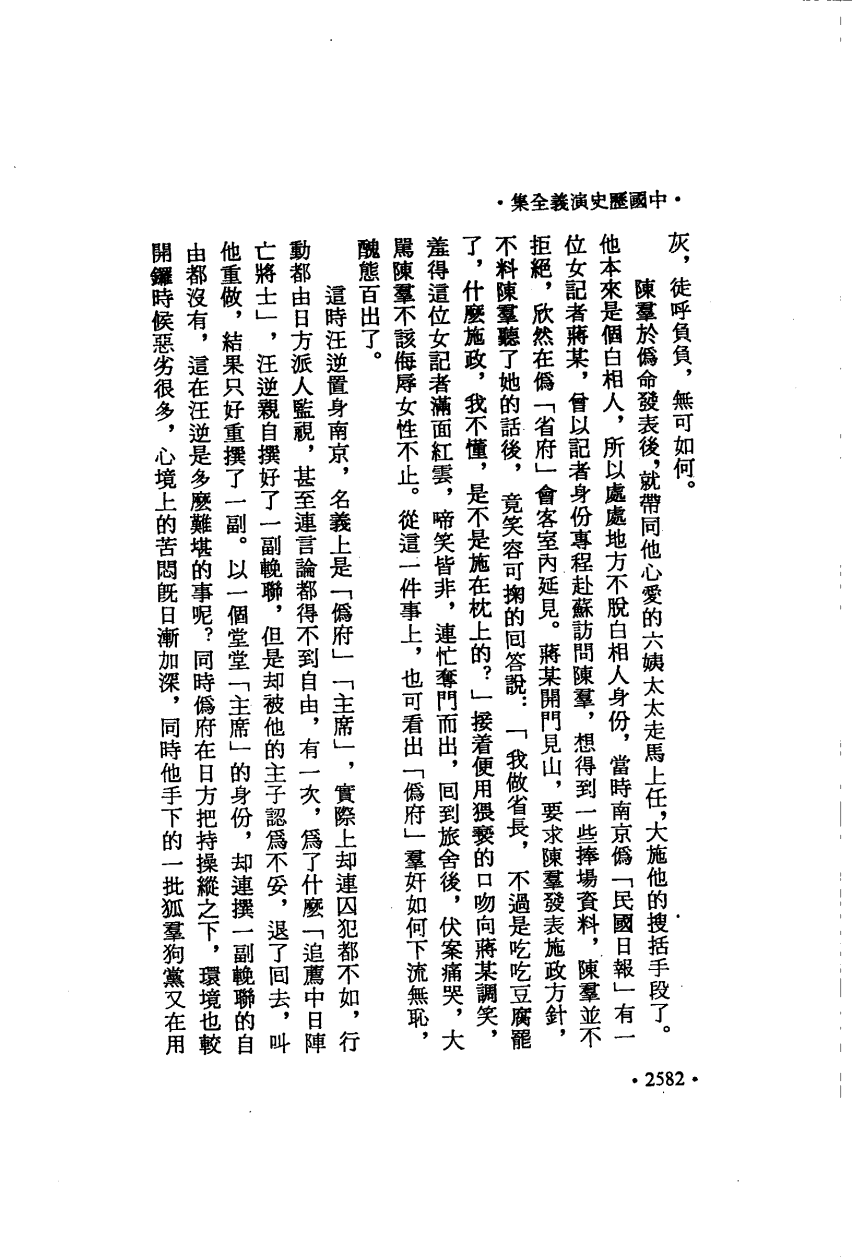 •中國歷史演義全集•
灰，徒呼負負，無可如何。
陳羣於僞命發表後，就帶同他心愛的六姨太太走馬上任，大施他的搜括手段了。
他本來是個白相人，所以處處地方不脫白相人身份，當時南京僞「民國日報」有一
位女記者蔣某，曾以記者身份專程赴蘇訪問陳羣，想得到一些捧場資料，陳羣並不
拒絕，欣然在僞「省府」會客室內延見。蔣某開門見山，要求陳羣發表施政方針，
不料陳羣聽了她的話後，竟笑容可掬的回答說：「我做省長，不過是吃吃豆腐罷
了，什麼施政，我不懂，是不是施在枕上的？」接着便用猥褻的口吻向蔣某調笑，
羞得這位女記者滿面紅雲，啼笑皆非，連忙奪門而出，回到旅舍後，伏案痛哭，大
駡陳羣不該侮辱女性不止。從這一件事上，也可看出「僞府」羣奸如何下流無恥，
醜態百出了。
這時汪逆置身南京，名義上是「僞府」「主席」，實際上却連囚犯都不如，行
動都由日方派人監視，甚至連言論都得不到自由，有一次，爲了什麼「追薦中日陣
亡將士」，汪逆親自撰好了一副輓聯，但是却被他的主子認爲不妥，退了回去，叫
他重做，結果只好重撰了一副。以一個堂堂「主席」的身份，却連撰一副輓聯的自
由都沒有，這在汪逆是多麼難堪的事呢？同時僞府在日方把持操縱之下，環境也較
開鑼時候惡劣很多，心境上的苦悶旣日漸加深，同時他手下的一批狐羣狗黨又在用
•2582•